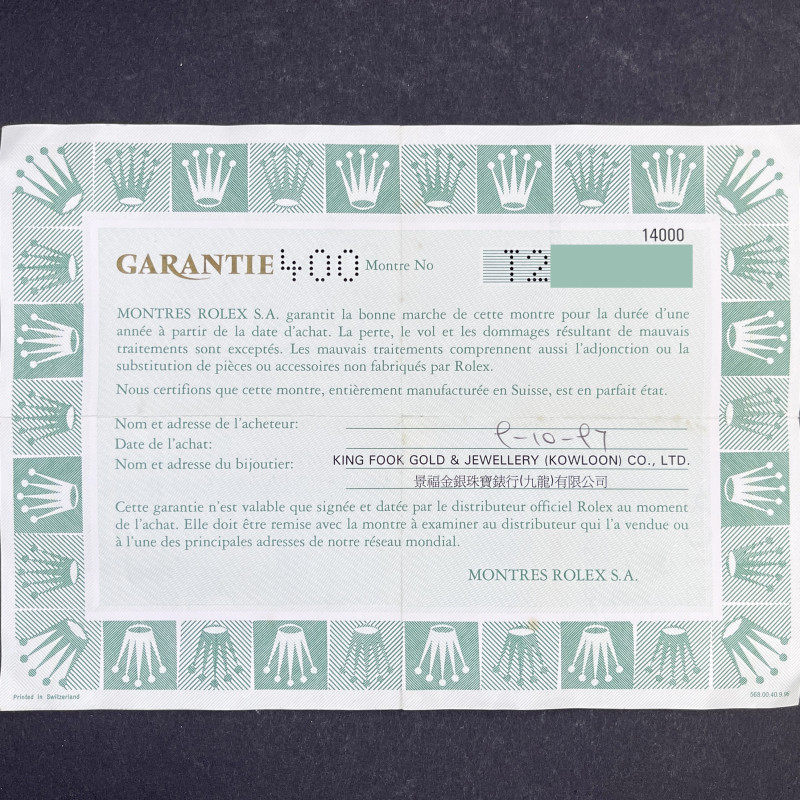 14000
GARANTIE 400 Montre No T2
MONTRES ROLEX S.A. garantit la bonne marche de cette montre pour la durée d'une
année à partir de la date d'achat. La perte, le vol et les dommages résultant de mauvais
traitements sont exceptés. Les mauvais traitements comprennent aussi l'adjonction ou la
substitution de pièces ou accessoires non fabriqués par Rolex.
Nous certifions que cette montre, entièrement manufacturée en Suisse, est en parfait état.
Nom et adresse de l'acheteur:
Date de l'achat: 9-10-97
Nom et adresse du bijoutier: KING FOOK GOLD & JEWELLERY (KOWLOON) CO., LTD.
景福金銀珠寶錶行(九龍)有限公司
Cette garantie n'est valable que signée et datée par le distributeur officiel Rolex au moment
de l'achat. Elle doit être remise avec la montre à examiner au distributeur qui l'a vendue ou
à l'une des principales adresses de notre réseau mondial.
MONTRES ROLEX S.A.
Printed in Switzerland